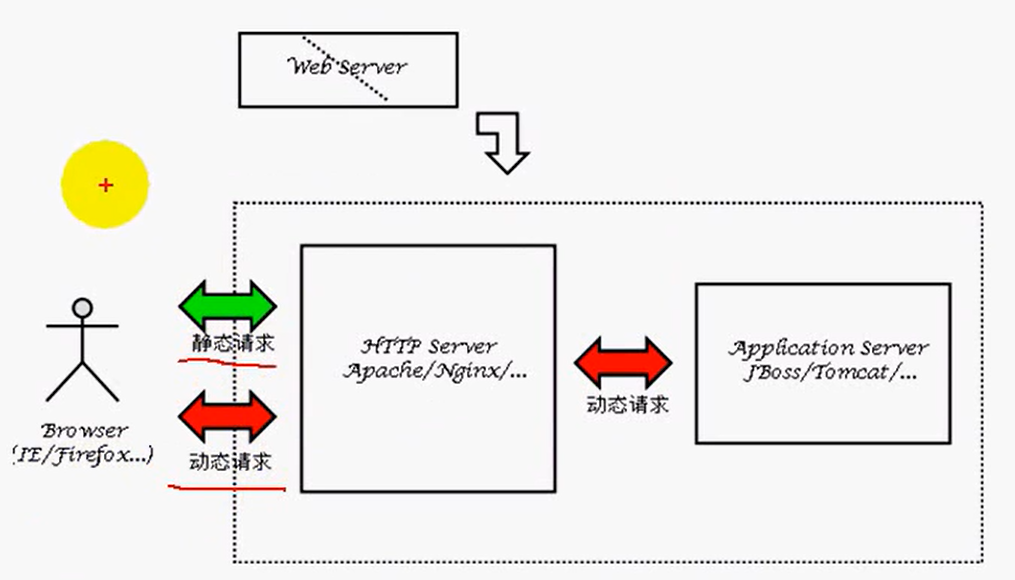 Web Server
静态请求
HTTP Server
Apache/Nginx/...
Application Server
JBoss/Tomcat/...
动态请求
Browser
(IE/Firefox...)
动态请求